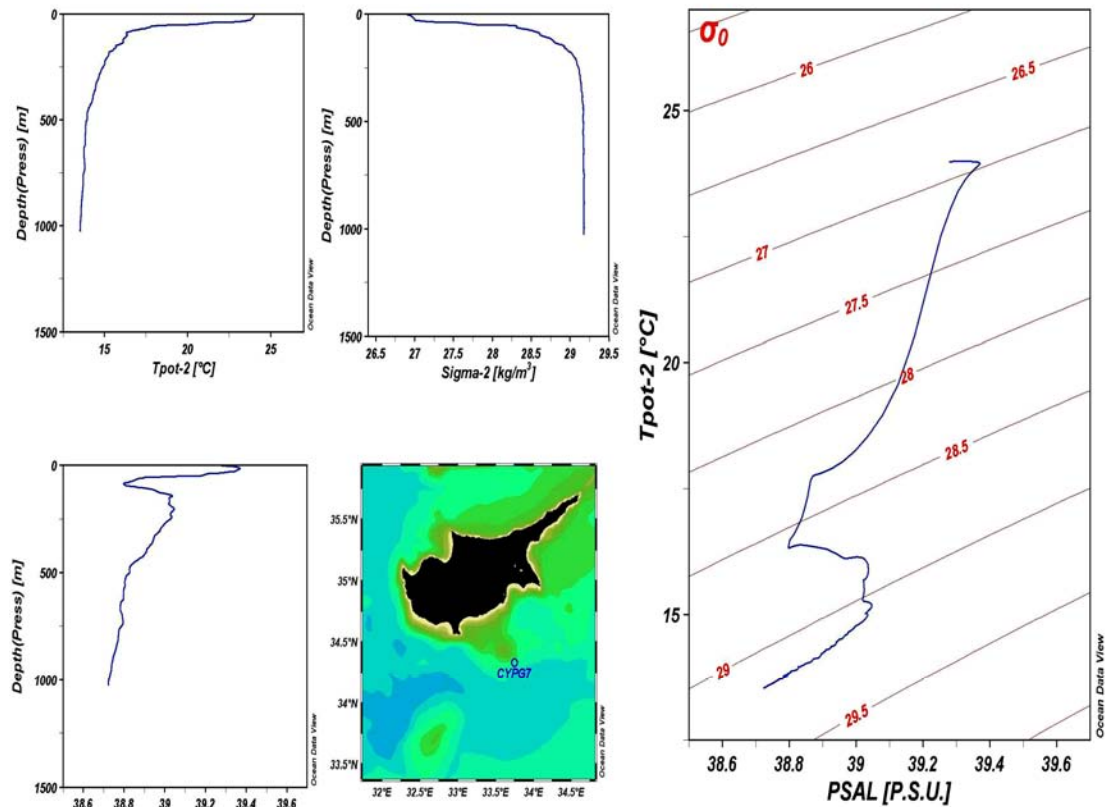 0
500
1000
1500
Depth(Press) [m]
15
20
25
Tpot-2 [°C]
Ocean Data View
0
500
1000
1500
Depth(Press) [m]
26.5
27
27.5
28
28.5
29
29.5
Sigma-2 [kg/m³]
Ocean Data View
0
500
1000
1500
Depth(Press) [m]
38.6
38.8
39
39.2
39.4
39.6
Ocean Data View
35.5°N
35°N
34.5°N
34°N
33.5°N
32°E
32.5°E
33°E
33.5°E
34°E
34.5°E
CYPG7
Ocean Data View
σ0
26
26.5
27
27.5
28
28.5
29
29.5
25
20
15
Tpot-2 [°C]
38.6
38.8
39
39.2
39.4
39.6
PSAL [P.S.U.]
Ocean Data View